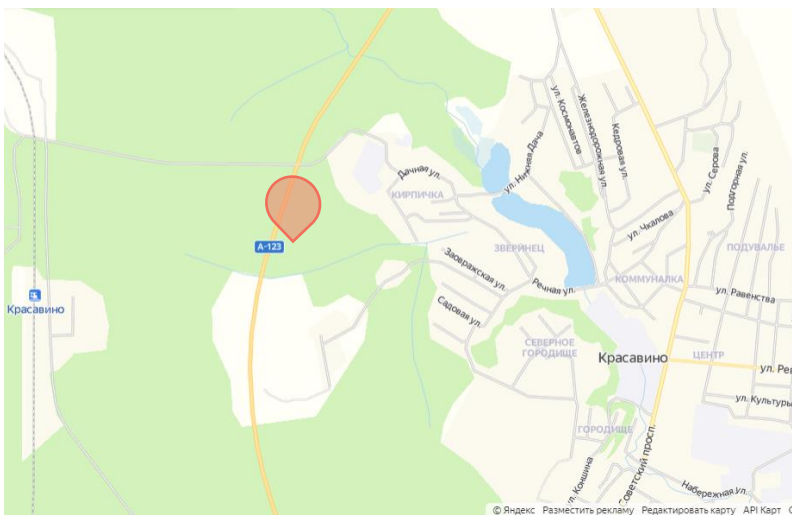 ул. Космонавтов
Железнодорожная ул.
Кедровая ул.
ул. Серова
Подгорная ул.
Дачная ул.
ул. Нижняя Дача
КИРПИЧКА
ул. Чкалова
А-123
ЗВЕРИНЕЦ
ПОДУВАЛЬЕ
Заовражская ул.
Речная ул.
КОММУНАЛКА
ул. Равенства
Красавино
Садовая ул.
СЕВЕРНОЕ
ГОРОДИЩЕ
Красавино
ЦЕНТР
ул. Рев
ул. Культуры
ГОРОДИЩЕ
Советский просп.
ул. Коншина
Набережная ул.
© Яндекс Разместить рекламу Редактировать карту API Карт